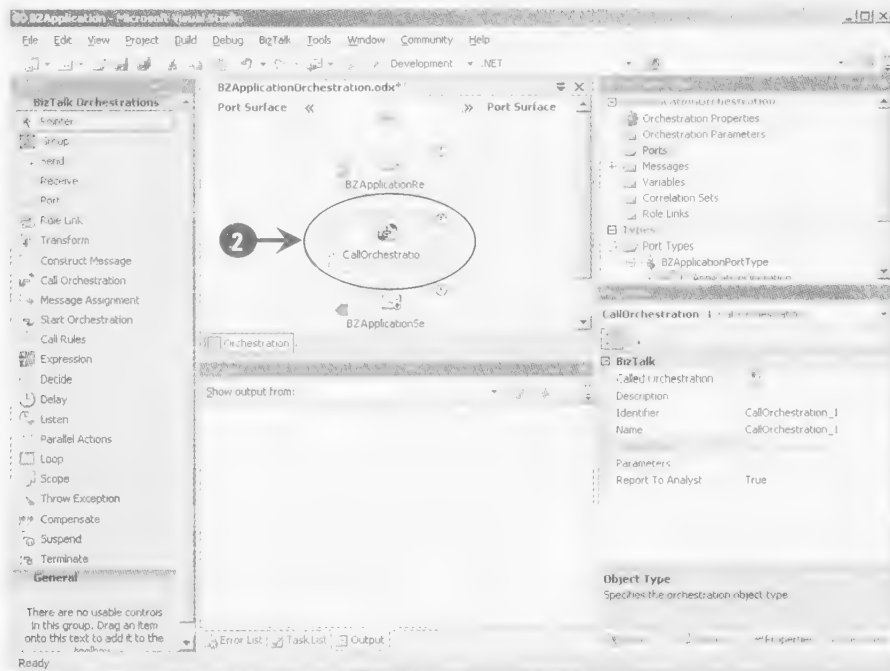 BZApplication - Microsoft Visual Studio
File Edit View Project Build Debug BizTalk Tools Window Community Help
Development .NET
BizTalk Orchestrations
Pointer
Group
Send
Receive
Port
Role Link
Transform
Construct Message
Call Orchestration
Message Assignment
Start Orchestration
Call Rules
Expression
Decide
Delay
Listen
Parallel Actions
Loop
Scope
Throw Exception
Compensate
Suspend
Terminate
General
There are no usable controls
in this group. Drag an item
onto this text to add it to the
toolbox.
BZApplicationOrchestration.odx*
Port Surface « » Port Surface
BZApplicationRe
2
CallOrchestratio
BZApplicationSe
Orchestration
Show output from:
Error List Task List Output
Orchestration Properties
Orchestration Parameters
Ports
Messages
Variables
Correlation Sets
Role Links
Types
Port Types
BZApplicationPortType
CallOrchestration_1
BizTalk
Called Orchestration
Description
Identifier CallOrchestration_1
Name CallOrchestration_1
Parameters
Report To Analyst True
Object Type
Specifies the orchestration object type
Properties
Ready